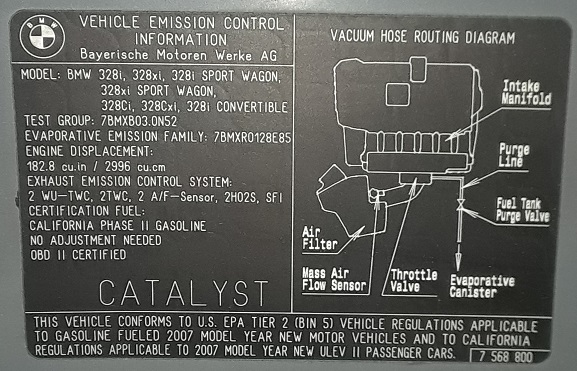 BMW
VEHICLE EMISSION CONTROL
INFORMATION
Bayerische Motoren Werke AG
MODEL: BMW 328i, 328xi, 328i SPORT WAGON,
328xi SPORT WAGON,
328Ci, 328Cxi, 328i CONVERTIBLE
TEST GROUP: 7BMXB03.0N52
EVAPORATIVE EMISSION FAMILY: 7BMXR0128E85
ENGINE DISPLACEMENT:
182.8 cu.in / 2996 cu.cm
EXHAUST EMISSION CONTROL SYSTEM:
2 WU-TWC, 2TWC, 2 A/F-Sensor, 2HO2S, SFI
CERTIFICATION FUEL:
CALIFORNIA PHASE II GASOLINE
NO ADJUSTMENT NEEDED
OBD II CERTIFIED
CATALYST
VACUUM HOSE ROUTING DIAGRAM
Intake
Manifold
Purge
Line
Fuel Tank
Purge Valve
Air
Filter
Mass Air
Flow Sensor
Throttle
Valve
Evaporative
Canister
THIS VEHICLE CONFORMS TO U.S. EPA TIER 2 (BIN 5) VEHICLE REGULATIONS APPLICABLE
TO GASOLINE FUELED 2007 MODEL YEAR NEW MOTOR VEHICLES AND TO CALIFORNIA
REGULATIONS APPLICABLE TO 2007 MODEL YEAR NEW ULEV II PASSENGER CARS.
7 568 800